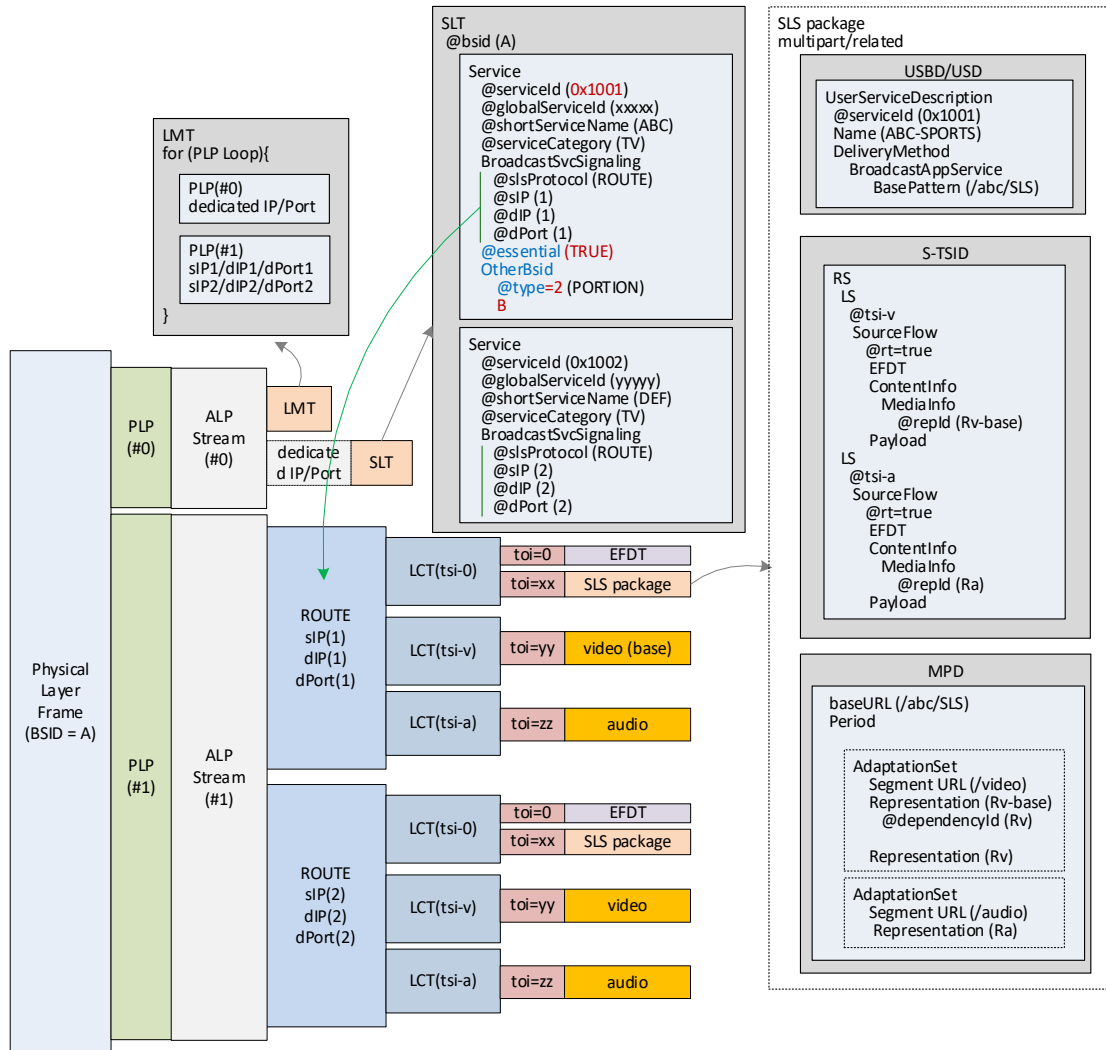 SLT
@bsid (A)
Service
@serviceId (0x1001)
@globalServiceId (xxxxx)
@shortServiceName (ABC)
@serviceCategory (TV)
BroadcastSvcSignaling
@slsProtocol (ROUTE)
@sIP (1)
@dIP (1)
@dPort (1)
@essential (TRUE)
OtherBsid
@type=2 (PORTION)
B
Service
@serviceId (0x1002)
@globalServiceId (yyyyy)
@shortServiceName (DEF)
@serviceCategory (TV)
BroadcastSvcSignaling
@slsProtocol (ROUTE)
@sIP (2)
@dIP (2)
@dPort (2)
LMT
for (PLP Loop){
PLP(#0)
dedicated IP/Port
PLP(#1)
sIP1/dIP1/dPort1
sIP2/dIP2/dPort2
}
Physical
Layer
Frame
(BSID = A)
PLP
(#0)
ALP
Stream
(#0)
LMT
dedicate
d IP/Port
SLT
PLP
(#1)
ALP
Stream
(#1)
ROUTE
sIP(1)
dIP(1)
dPort(1)
LCT(tsi-0)
toi=0
EFDT
toi=xx
SLS package
LCT(tsi-v)
toi=yy
video (base)
LCT(tsi-a)
toi=zz
audio
ROUTE
sIP(2)
dIP(2)
dPort(2)
LCT(tsi-0)
toi=0
EFDT
toi=xx
SLS package
LCT(tsi-v)
toi=yy
video
LCT(tsi-a)
toi=zz
audio
SLS package
multipart/related
USBD/USD
UserServiceDescription
@serviceId (0x1001)
Name (ABC-SPORTS)
DeliveryMethod
BroadcastAppService
BasePattern (/abc/SLS)
S-TSID
RS
LS
@tsi-v
SourceFlow
@rt=true
EFDT
ContentInfo
MediaInfo
@repId (Rv-base)
Payload
LS
@tsi-a
SourceFlow
@rt=true
EFDT
ContentInfo
MediaInfo
@repId (Ra)
Payload
MPD
baseURL (/abc/SLS)
Period
AdaptationSet
Segment URL (/video)
Representation (Rv-base)
@dependencyId (Rv)
Representation (Rv)
AdaptationSet
Segment URL (/audio)
Representation (Ra)